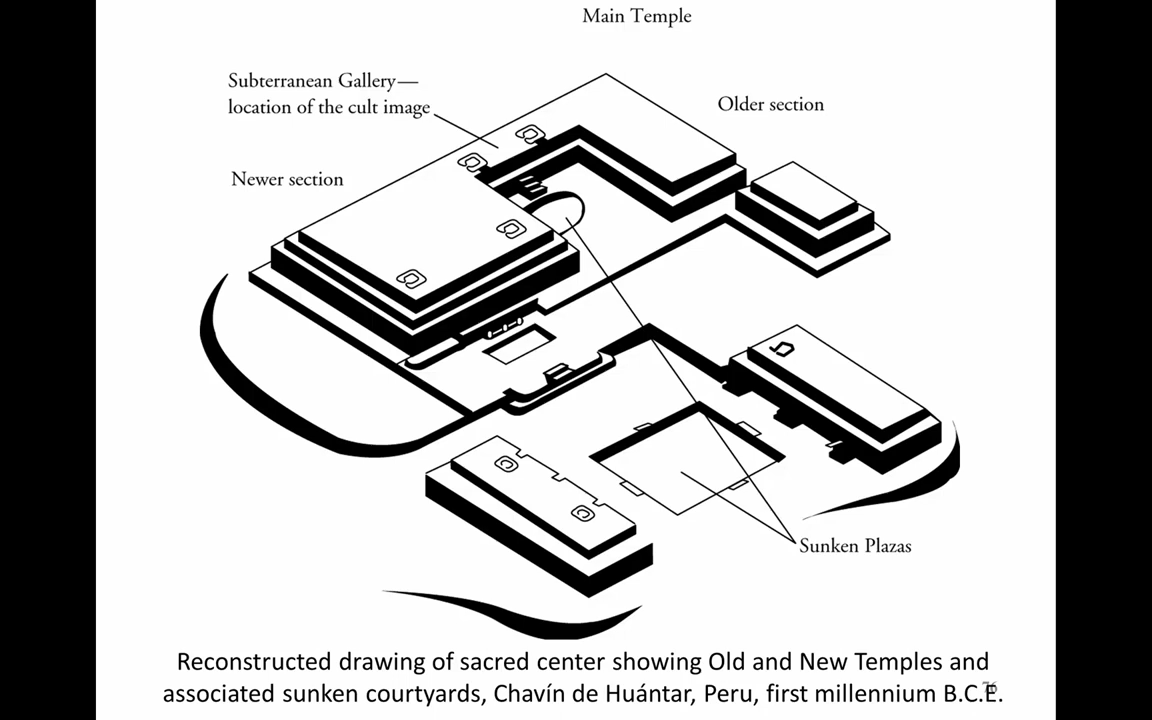 Main Temple
Subterranean Gallery—
location of the cult image
Older section
Newer section
Sunken Plazas
Reconstructed drawing of sacred center showing Old and New Temples and
associated sunken courtyards, Chavín de Huántar, Peru, first millennium B.C.E.
76